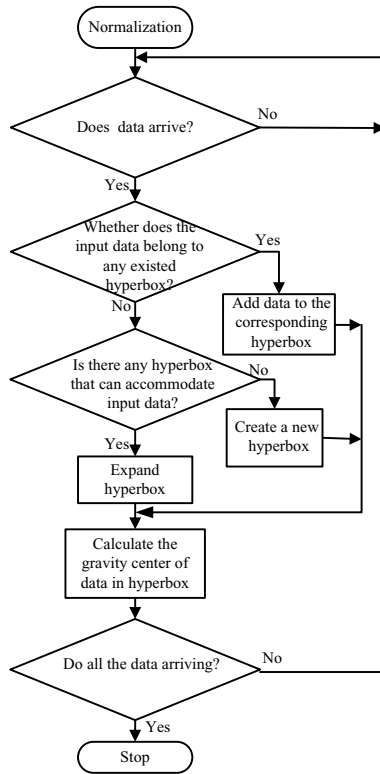 Normalization
Does data arrive?
No
Yes
Whether does the
input data belong to
any existed
hyperbox?
Yes
No
Add data to the
corresponding
hyperbox
Is there any hyperbox
that can accommodate
input data?
No
Yes
Create a new
hyperbox
Expand
hyperbox
Calculate the
gravity center of
data in hyperbox
Do all the data arriving?
No
Yes
Stop